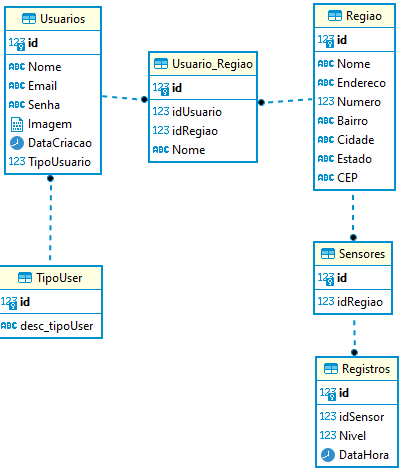 Usuarios
123 id
ABC Nome
ABC Email
ABC Senha
Imagem
DataCriacao
123 TipoUsuario
Usuario_Regiao
123 id
123 idUsuario
123 idRegiao
ABC Nome
Regiao
123 id
ABC Nome
ABC Endereco
123 Numero
ABC Bairro
ABC Cidade
ABC Estado
ABC CEP
TipoUser
123 id
ABC desc_tipoUser
Sensores
123 id
123 idRegiao
Registros
123 id
123 idSensor
123 Nivel
DataHora